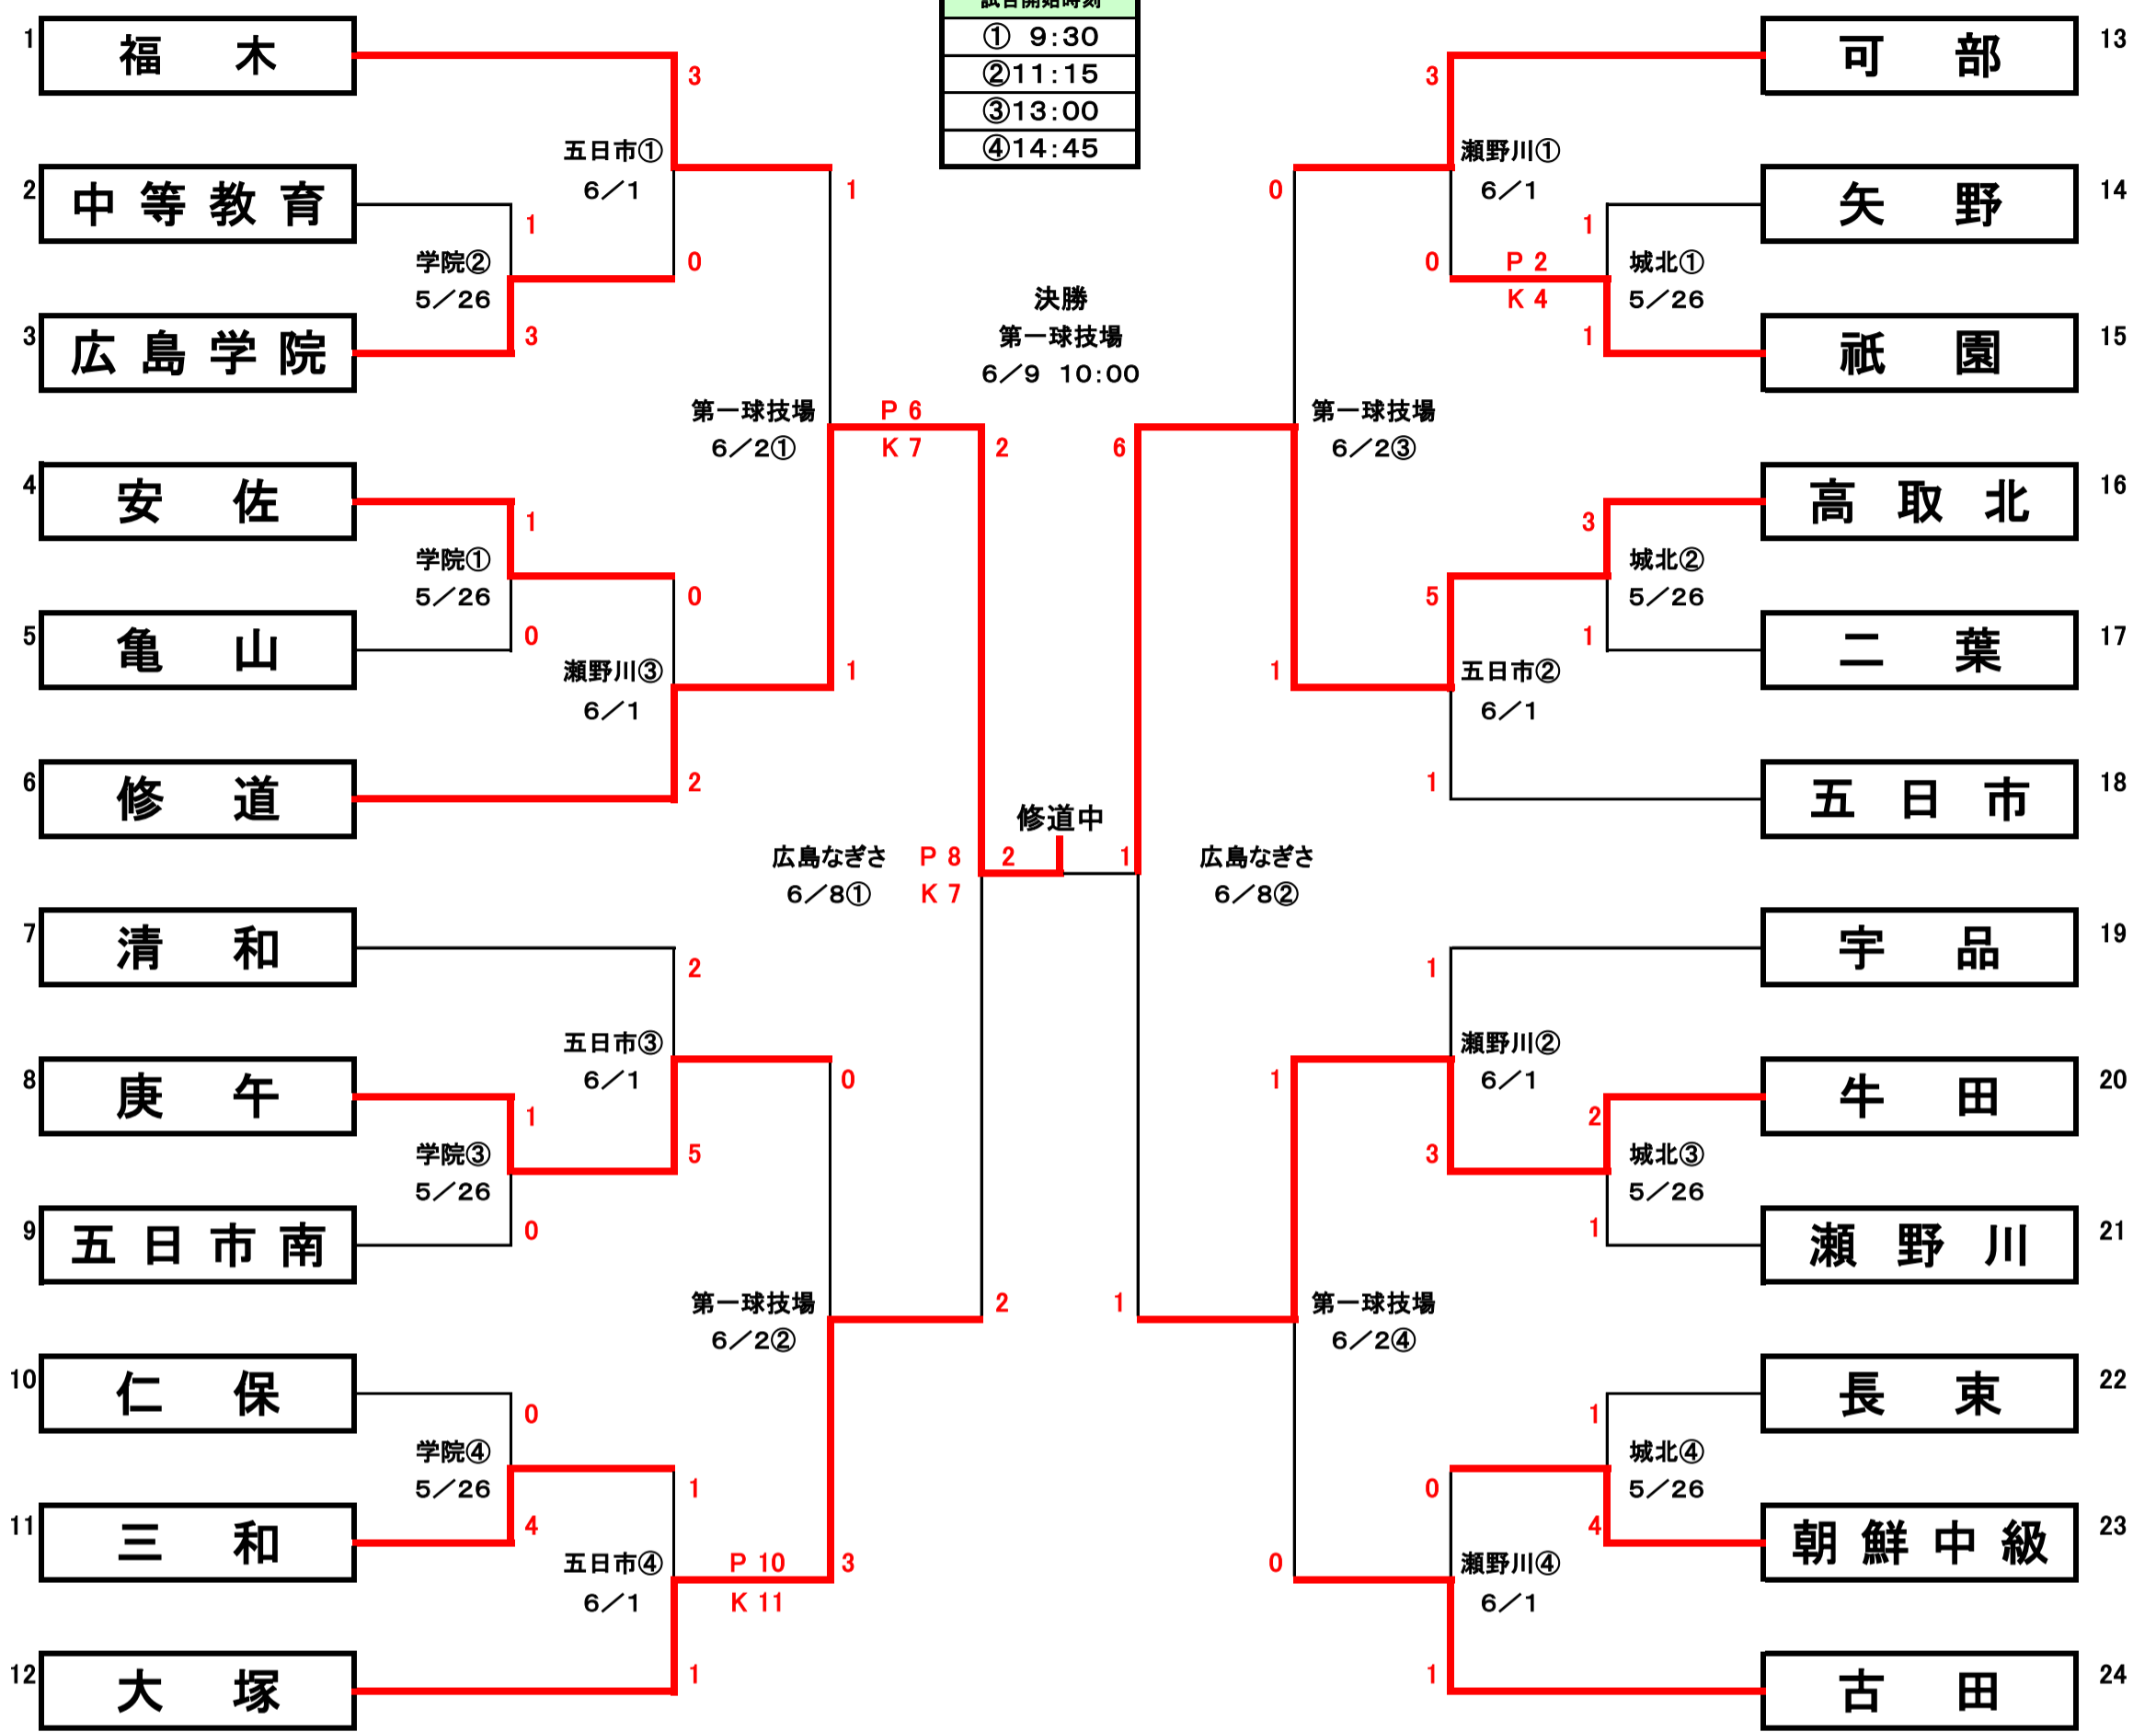 試合開始時刻
① 9:30
②11:15
③13:00
④14:45
決勝
第一球技場
6／9 10:00
修道中
1 福木
3
五日市①
6／1
1
2 中等教育
1
学院②
5／26
0
3 広島学院
3
第一球技場
6／2①
P 6
K 7
2
4 安佐
1
学院①
5／26
0
5 亀山
0
瀬野川③
6／1
1
6 修道
2
広島なぎさ
6／8①
P 8
K 7
2
7 清和
2
五日市③
6／1
0
8 庚午
1
学院③
5／26
5
9 五日市南
0
第一球技場
6／2②
2
10 仁保
0
学院④
5／26
1
11 三和
4
五日市④
6／1
P 10
K 11
3
12 大塚
1
可部 13
3
瀬野川①
6／1
0
矢野 14
1
城北①
5／26
P 2
K 4
0
祇園 15
1
第一球技場
6／2③
6
高取北 16
3
城北②
5／26
5
二葉 17
1
五日市②
6／1
1
五日市 18
1
広島なぎさ
6／8②
1
宇品 19
1
瀬野川②
6／1
1
牛田 20
2
城北③
5／26
3
瀬野川 21
1
第一球技場
6／2④
1
長束 22
1
城北④
5／26
0
朝鮮中級 23
4
瀬野川④
6／1
0
古田 24
1